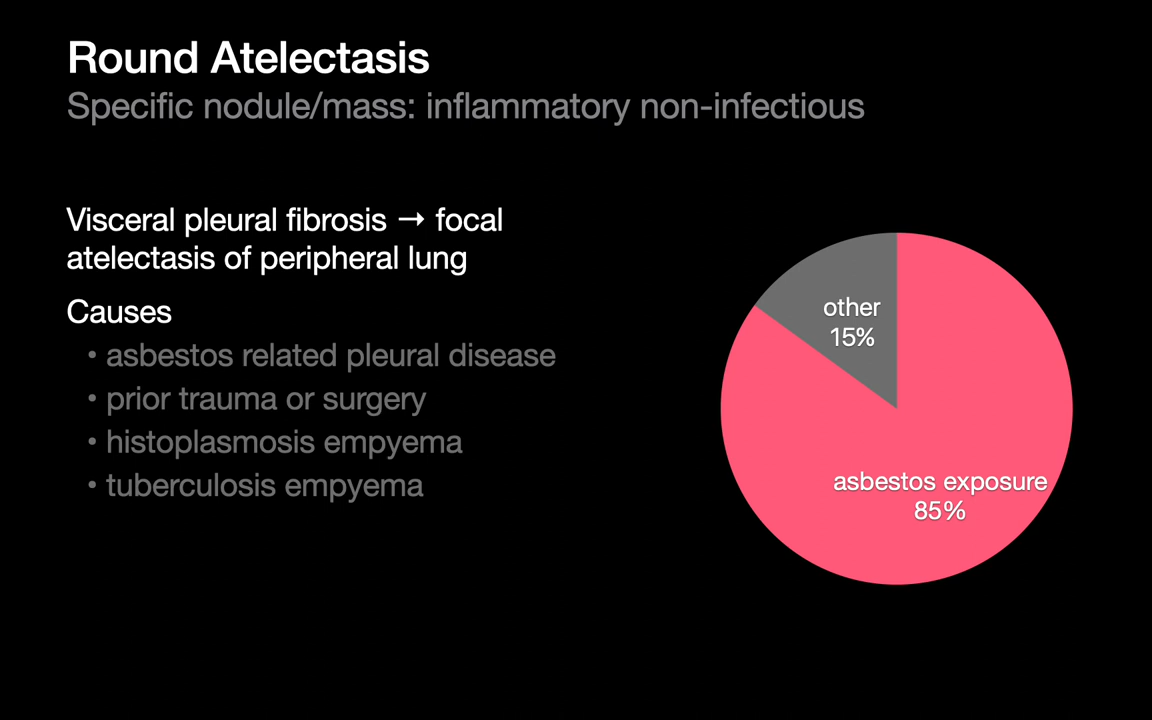 Round Atelectasis
Specific nodule/mass: inflammatory non-infectious
Visceral pleural fibrosis → focal
atelectasis of peripheral lung
Causes
• asbestos related pleural disease
• prior trauma or surgery
• histoplasmosis empyema
• tuberculosis empyema
other
15%
asbestos exposure
85%